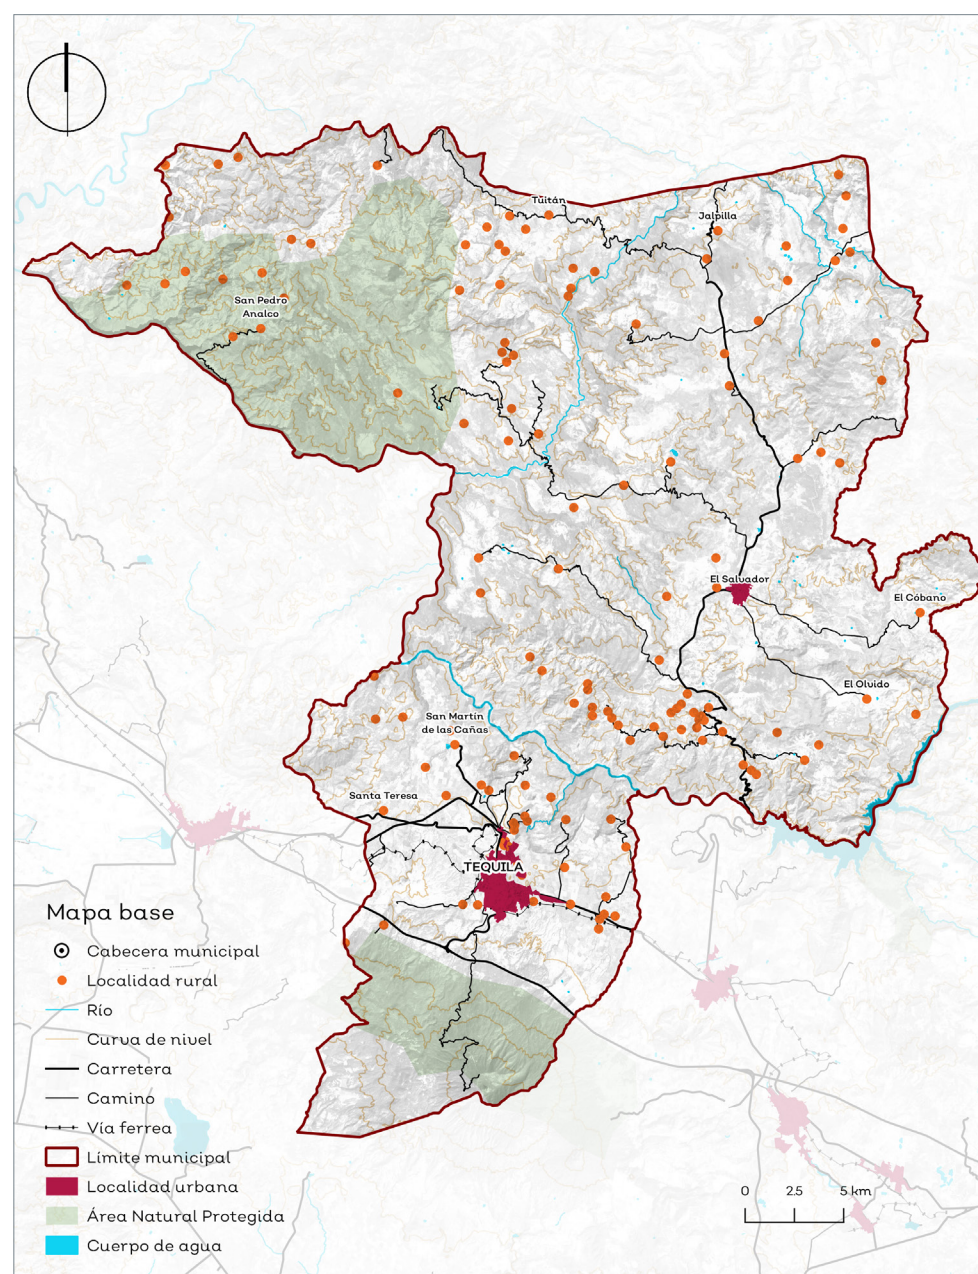 Tuitán
Jalpilla
San Pedro
Analco
El Salvador
El Cóbano
El Olvido
San Martín
de las Cañas
Santa Teresa
TEQUILA
Mapa base
Cabecera municipal
Localidad rural
Río
Curva de nivel
Carretera
Camino
Vía ferrea
Límite municipal
Localidad urbana
Área Natural Protegida
Cuerpo de agua
0 2.5 5 km